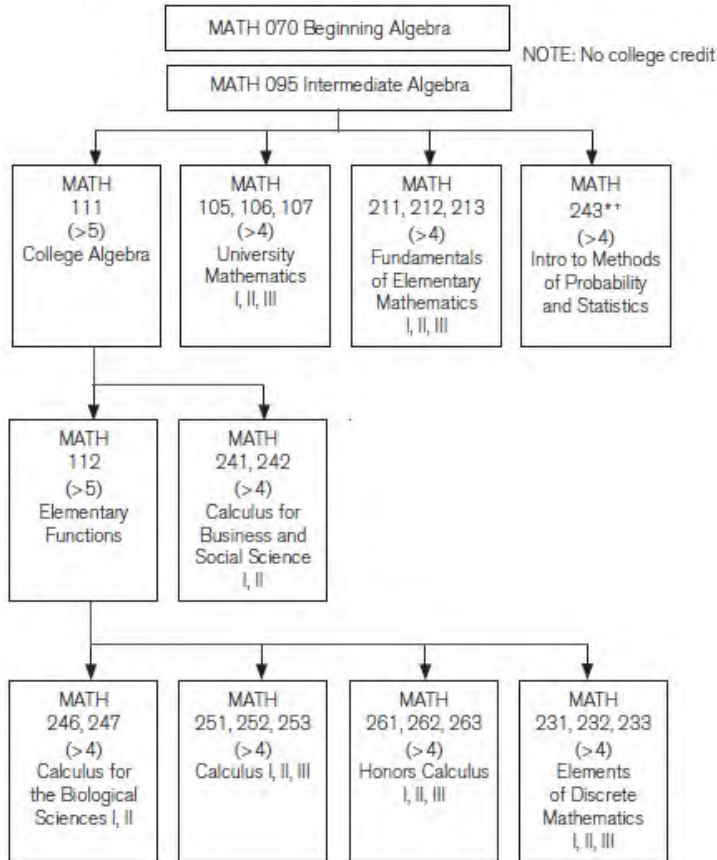 MATH 070 Beginning Algebra
NOTE: No college credit
MATH 095 Intermediate Algebra
MATH
111
(>5)
College Algebra
MATH
105, 106, 107
(>4)
University
Mathematics
I, II, III
MATH
211, 212, 213
(>4)
Fundamentals
of Elementary
Mathematics
I, II, III
MATH
243*+
(>4)
Intro to Methods
of Probability
and Statistics
MATH
112
(>5)
Elementary
Functions
MATH
241, 242
(>4)
Calculus for
Business and
Social Science
I, II
MATH
246, 247
(>4)
Calculus for
the Biological
Sciences I, II
MATH
251, 252, 253
(>4)
Calculus I, II, III
MATH
261, 262, 263
(>4)
Honors Calculus
I, II, III
MATH
231, 232, 233
(>4)
Elements
of Discrete
Mathematics
I, II, III